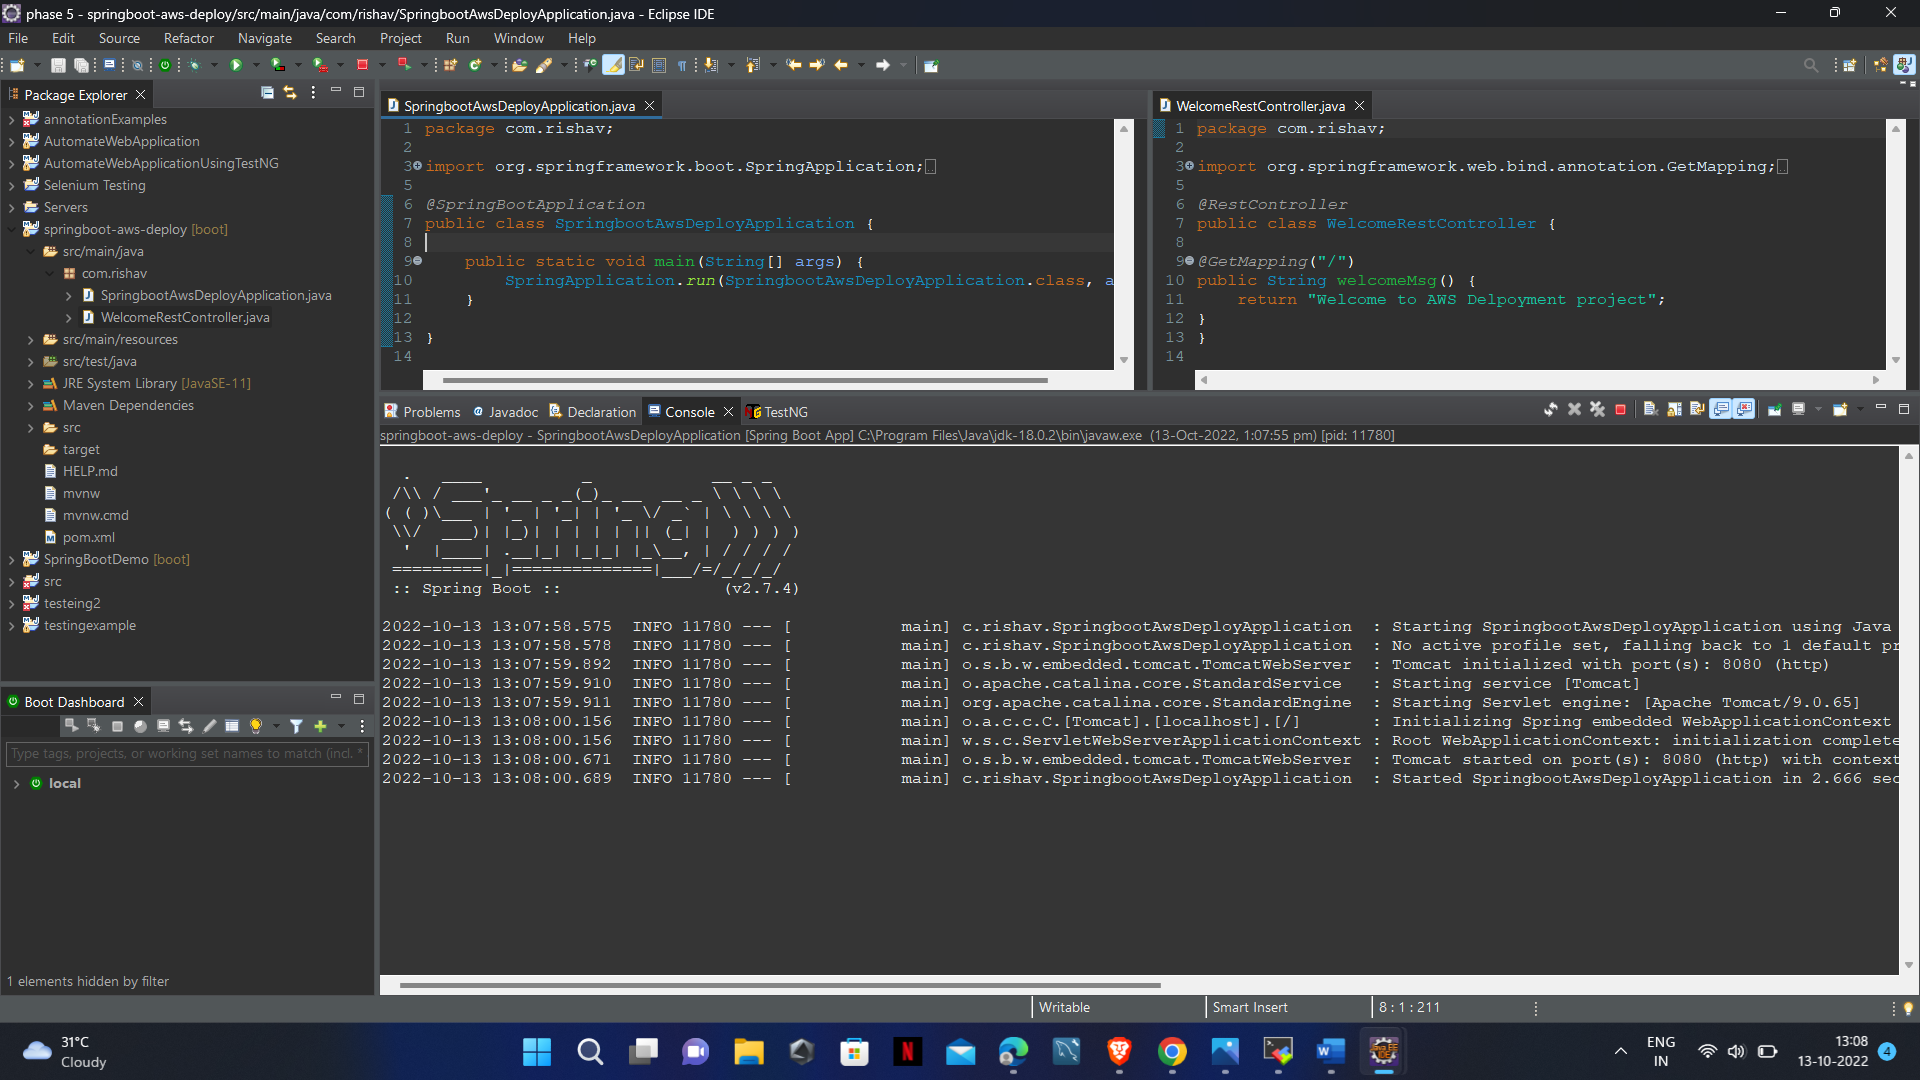 phase 5 - springboot-aws-deploy/src/main/java/com/rishav/SpringbootAwsDeployApplication.java - Eclipse IDE
File Edit Source Refactor Navigate Search Project Run Window Help
Package Explorer
annotationExamples
AutomateWebApplication
AutomateWebApplicationUsingTestNG
Selenium Testing
Servers
springboot-aws-deploy [boot]
src/main/java
com.rishav
SpringbootAwsDeployApplication.java
WelcomeRestController.java
src/main/resources
src/test/java
JRE System Library [JavaSE-11]
Maven Dependencies
src
target
HELP.md
mvnw
mvnw.cmd
pom.xml
SpringBootDemo [boot]
src
testeing2
testingexample
Boot Dashboard
Type tags, projects, or working set names to match (incl. *
local
1 elements hidden by filter
SpringbootAwsDeployApplication.java
1 package com.rishav;
2
3 import org.springframework.boot.SpringApplication;
5
6 @SpringBootApplication
7 public class SpringbootAwsDeployApplication {
8
9 public static void main(String[] args) {
10 SpringApplication.run(SpringbootAwsDeployApplication.class, a
11 }
12
13 }
14
WelcomeRestController.java
1 package com.rishav;
2
3 import org.springframework.web.bind.annotation.GetMapping;
5
6 @RestController
7 public class WelcomeRestController {
8
9 @GetMapping("/")
10 public String welcomeMsg() {
11 return "Welcome to AWS Delpoyment project";
12 }
13 }
14
Problems Javadoc Declaration Console TestNG
springboot-aws-deploy - SpringbootAwsDeployApplication [Spring Boot App] C:\Program Files\Java\jdk-18.0.2\bin\javaw.exe (13-Oct-2022, 1:07:55 pm) [pid: 11780]
  .   ____          _            __ _ _
 /\\ / ___'_ __ _ _(_)_ __  __ _ \ \ \ \
( ( )\___ | '_ | '_| | '_ \/ _` | \ \ \ \
 \\/  ___)| |_)| | | | | || (_| |  ) ) ) )
  '  |____| .__|_| |_|_| |_\__, | / / / /
 =========|_|==============|___/=/_/_/_/
 :: Spring Boot ::                (v2.7.4)
2022-10-13 13:07:58.575 INFO 11780 --- [ main] c.rishav.SpringbootAwsDeployApplication : Starting SpringbootAwsDeployApplication using Java
2022-10-13 13:07:58.578 INFO 11780 --- [ main] c.rishav.SpringbootAwsDeployApplication : No active profile set, falling back to 1 default pr
2022-10-13 13:07:59.892 INFO 11780 --- [ main] o.s.b.w.embedded.tomcat.TomcatWebServer : Tomcat initialized with port(s): 8080 (http)
2022-10-13 13:07:59.910 INFO 11780 --- [ main] o.apache.catalina.core.StandardService : Starting service [Tomcat]
2022-10-13 13:07:59.911 INFO 11780 --- [ main] org.apache.catalina.core.StandardEngine : Starting Servlet engine: [Apache Tomcat/9.0.65]
2022-10-13 13:08:00.156 INFO 11780 --- [ main] o.a.c.c.C.[Tomcat].[localhost].[/] : Initializing Spring embedded WebApplicationContext
2022-10-13 13:08:00.156 INFO 11780 --- [ main] w.s.c.ServletWebServerApplicationContext : Root WebApplicationContext: initialization complete
2022-10-13 13:08:00.671 INFO 11780 --- [ main] o.s.b.w.embedded.tomcat.TomcatWebServer : Tomcat started on port(s): 8080 (http) with context
2022-10-13 13:08:00.689 INFO 11780 --- [ main] c.rishav.SpringbootAwsDeployApplication : Started SpringbootAwsDeployApplication in 2.666 sec
Writable Smart Insert 8 : 1 : 211
31°C
Cloudy
ENG
IN
13:08
13-10-2022
4